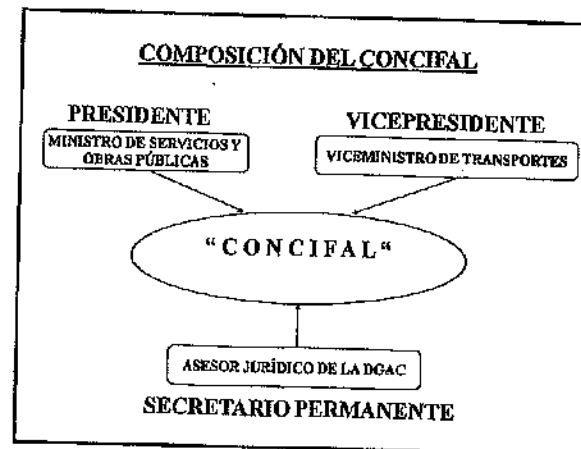 COMPOSICIÓN DEL CONCIFAL
PRESIDENTE
MINISTRO DE SERVICIOS Y
OBRAS PÚBLICAS
VICEPRESIDENTE
VICEMINISTRO DE TRANSPORTES
"CONCIFAL"
ASESOR JURÍDICO DE LA DGAC
SECRETARIO PERMANENTE